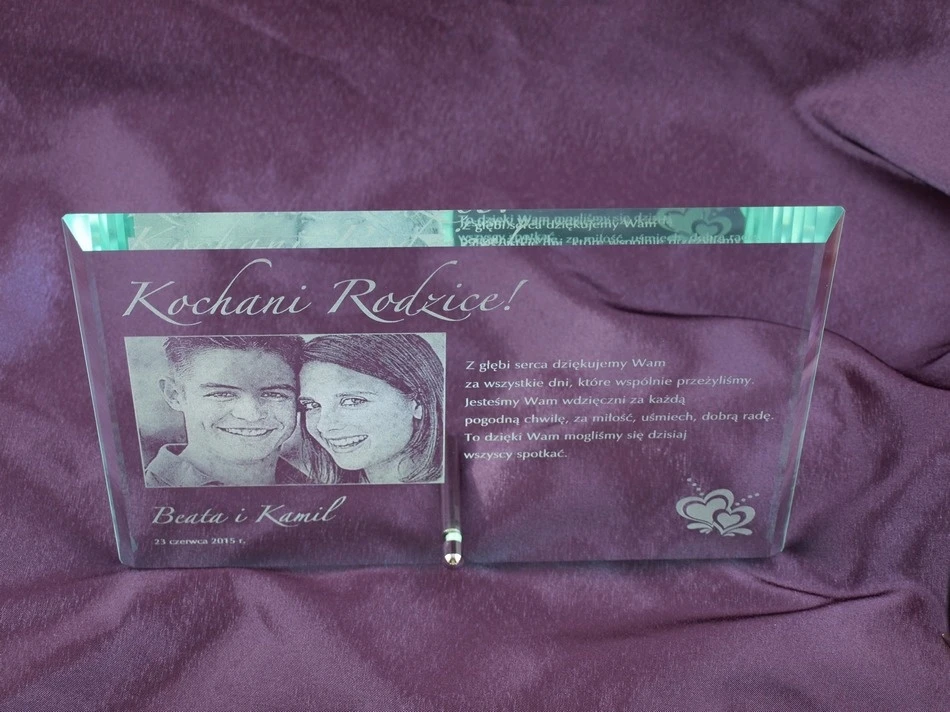 Kochani Rodzice!
Z głębi serca dziękujemy Wam
za wszystkie dni, które wspólnie przeżyliśmy.
Jesteśmy Wam wdzięczni za każdą
pogodną chwilę, za miłość, uśmiech, dobrą radę.
To dzięki Wam mogliśmy się dzisiaj
wszyscy spotkać.
Beata i Kamil
23 czerwca 2015 r.